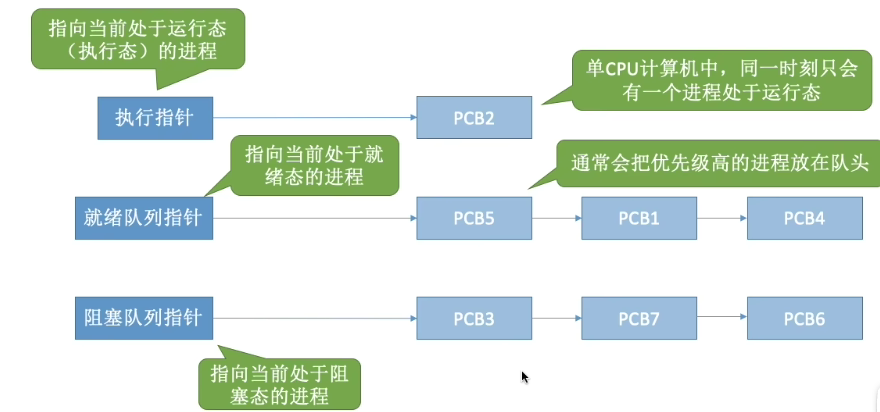 指向当前处于运行态
（执行态）的进程
单CPU计算机中，同一时刻只会
有一个进程处于运行态
执行指针
PCB2
指向当前处于就
绪态的进程
通常会把优先级高的进程放在队头
就绪队列指针
PCB5
PCB1
PCB4
阻塞队列指针
PCB3
PCB7
PCB6
指向当前处于阻
塞态的进程